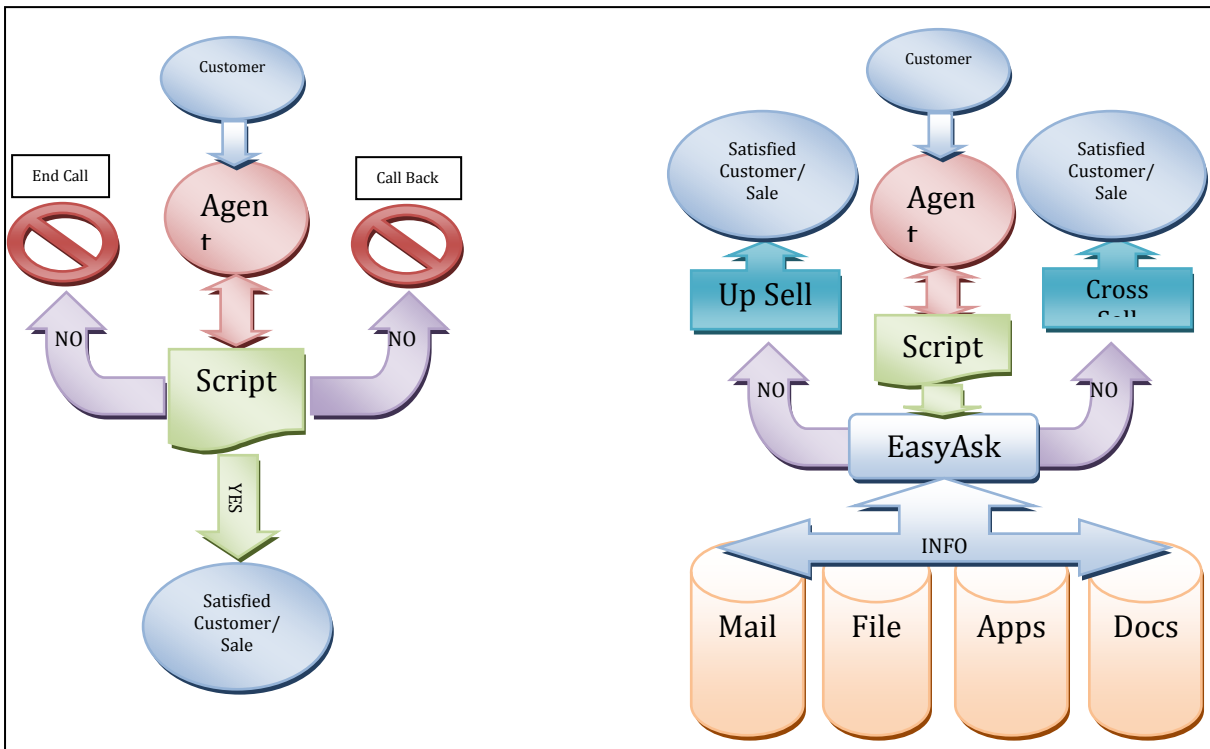 Customer
End Call
Call Back
Agen
t
NO
NO
Script
YES
Satisfied
Customer/
Sale
Customer
Satisfied
Customer/
Sale
Agen
t
Satisfied
Customer/
Sale
Up Sell
Cross
Sell
Script
NO
NO
EasyAsk
INFO
Mail
File
Apps
Docs